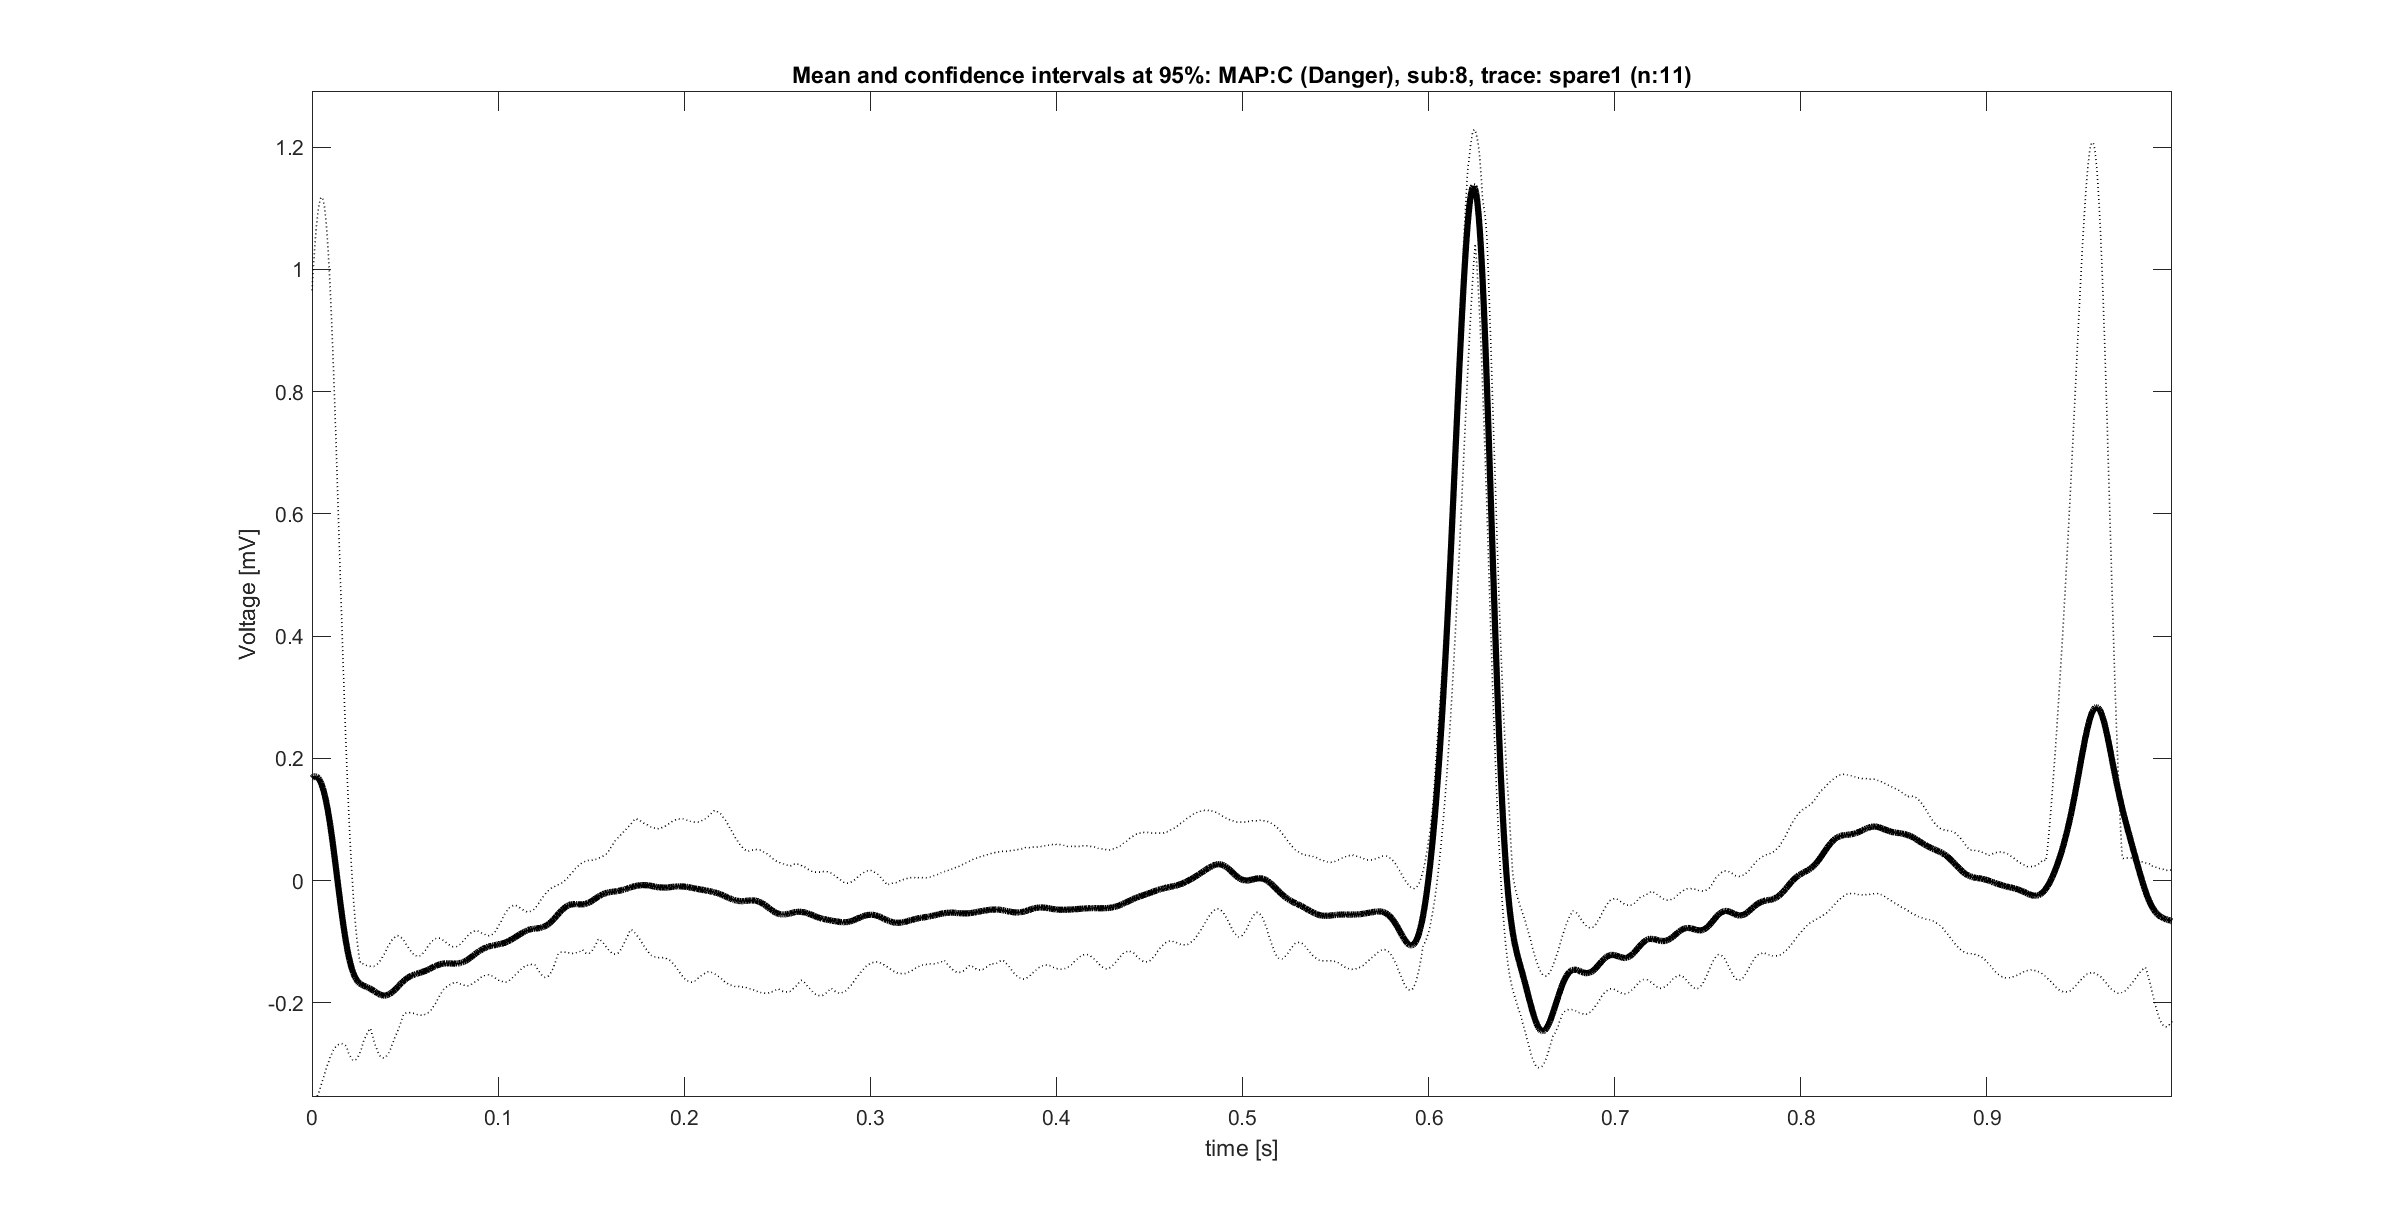 Mean and confidence intervals at 95%: MAP:C (Danger), sub:8, trace: spare1 (n:11)
1.2
1
0.8
0.6
0.4
0.2
0
-0.2
Voltage [mV]
0 0.1 0.2 0.3 0.4 0.5 0.6 0.7 0.8 0.9
time [s]